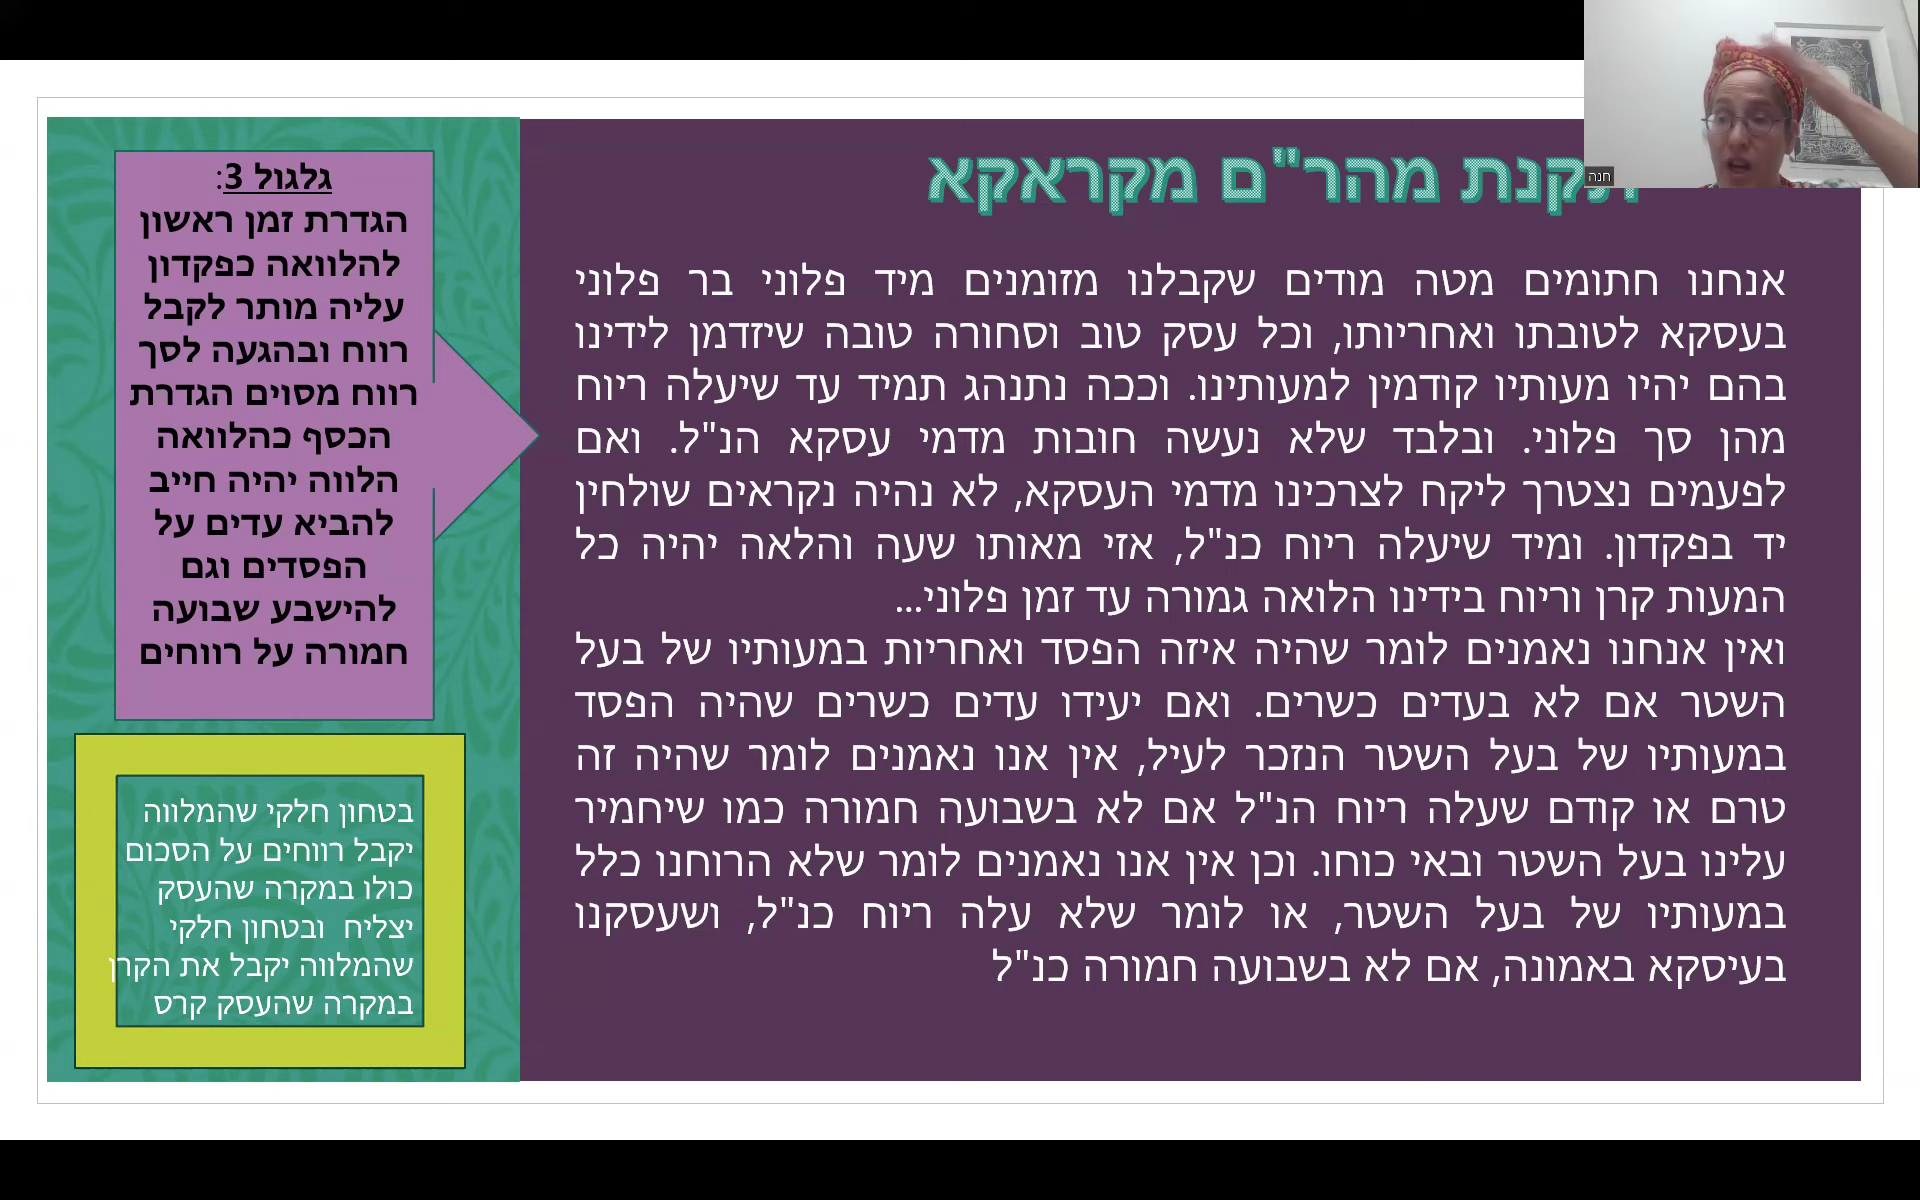 תקנת מהר"ם מקראקא
אנחנו חתומים מטה מודים שקבלנו מזומנים מיד פלוני בר פלוני
בעסקא לטובתו ואחריותו, וכל עסק טוב וסחורה טובה שיזדמן לידינו
בהם יהיו מעותיו קודמין למעותינו. וככה נתנהג תמיד עד שיעלה ריוח
מהן סך פלוני. ובלבד שלא נעשה חובות מדמי עסקא הנ"ל. ואם
לפעמים נצטרך ליקח לצרכינו מדמי העסקא, לא נהיה נקראים שולחין
יד בפקדון. ומיד שיעלה ריוח כנ"ל, אזי מאותו שעה והלאה יהיה כל
המעות קרן וריוח בידינו הלואה גמורה עד זמן פלוני...
ואין אנחנו נאמנים לומר שהיה איזה הפסד ואחריות במעותיו של בעל
השטר אם לא בעדים כשרים. ואם יעידו עדים כשרים שהיה הפסד
במעותיו של בעל השטר הנזכר לעיל, אין אנו נאמנים לומר שהיה זה
טרם או קודם שעלה ריוח הנ"ל אם לא בשבועה חמורה כמו שיחמיר
עלינו בעל השטר ובאי כוחו. וכן אין אנו נאמנים לומר שלא הרוחנו כלל
במעותיו של בעל השטר, או לומר שלא עלה ריוח כנ"ל, ושעסקנו
בעיסקא באמונה, אם לא בשבועה חמורה כנ"ל
גלגול 3:
הגדרת זמן ראשון
להלוואה כפקדון
עליה מותר לקבל
רווח ובהגעה לסך
רווח מסוים הגדרת
הכסף כהלוואה
הלווה יהיה חייב
להביא עדים על
הפסדים וגם
להישבע שבועה
חמורה על רווחים
בטחון חלקי שהמלווה
יקבל רווחים על הסכום
כולו במקרה שהעסק
יצליח  ובטחון חלקי
שהמלווה יקבל את הקרן
במקרה שהעסק קרס
חנה